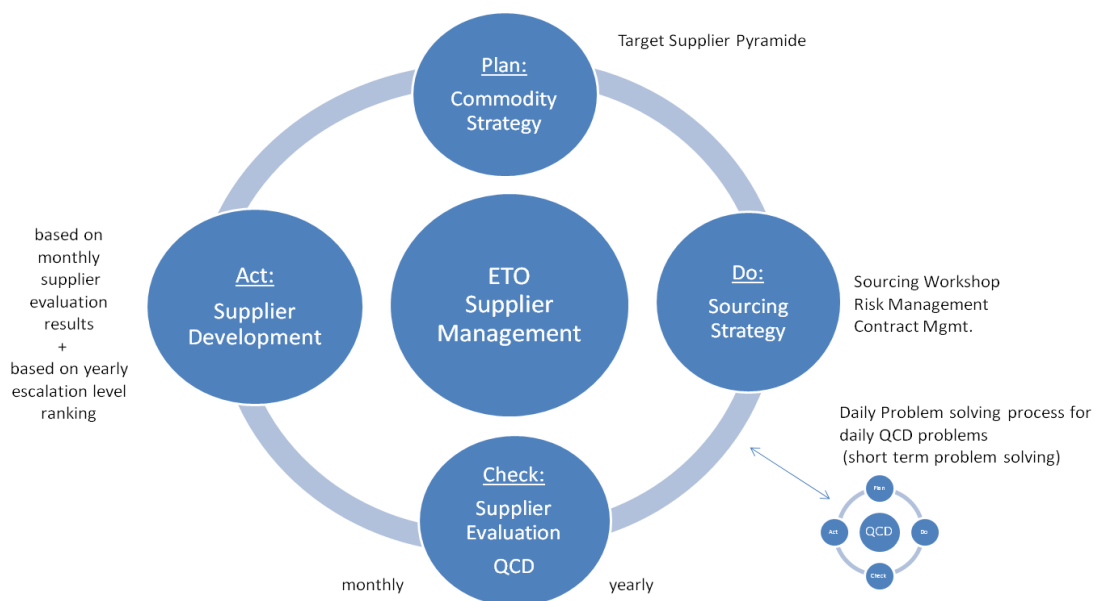 Target Supplier Pyramide
Plan:
Commodity
Strategy
based on
monthly
supplier
evaluation
results
+
based on yearly
escalation level
ranking
Act:
Supplier
Development
ETO
Supplier
Management
Do:
Sourcing
Strategy
Sourcing Workshop
Risk Management
Contract Mgmt.
Daily Problem solving process for
daily QCD problems
(short term problem solving)
Check:
Supplier
Evaluation
QCD
monthly
yearly
Plan
Act
QCD
Do
Check